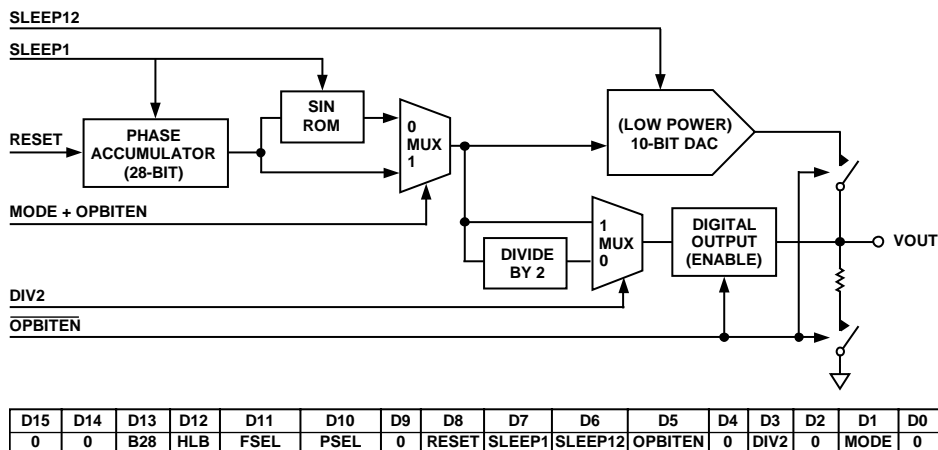 SLEEP12
SLEEP1
RESET
PHASE
ACCUMULATOR
(28-BIT)
SIN
ROM
0
MUX
1
(LOW POWER)
10-BIT DAC
MODE + OPBITEN
1
MUX
0
DIVIDE
BY 2
DIGITAL
OUTPUT
(ENABLE)
VOUT
DIV2
OPBITEN
D15 D14 D13 D12 D11 D10 D9 D8 D7 D6 D5 D4 D3 D2 D1 D0
0 0 B28 HLB FSEL PSEL 0 RESET SLEEP1 SLEEP12 OPBITEN 0 DIV2 0 MODE 0